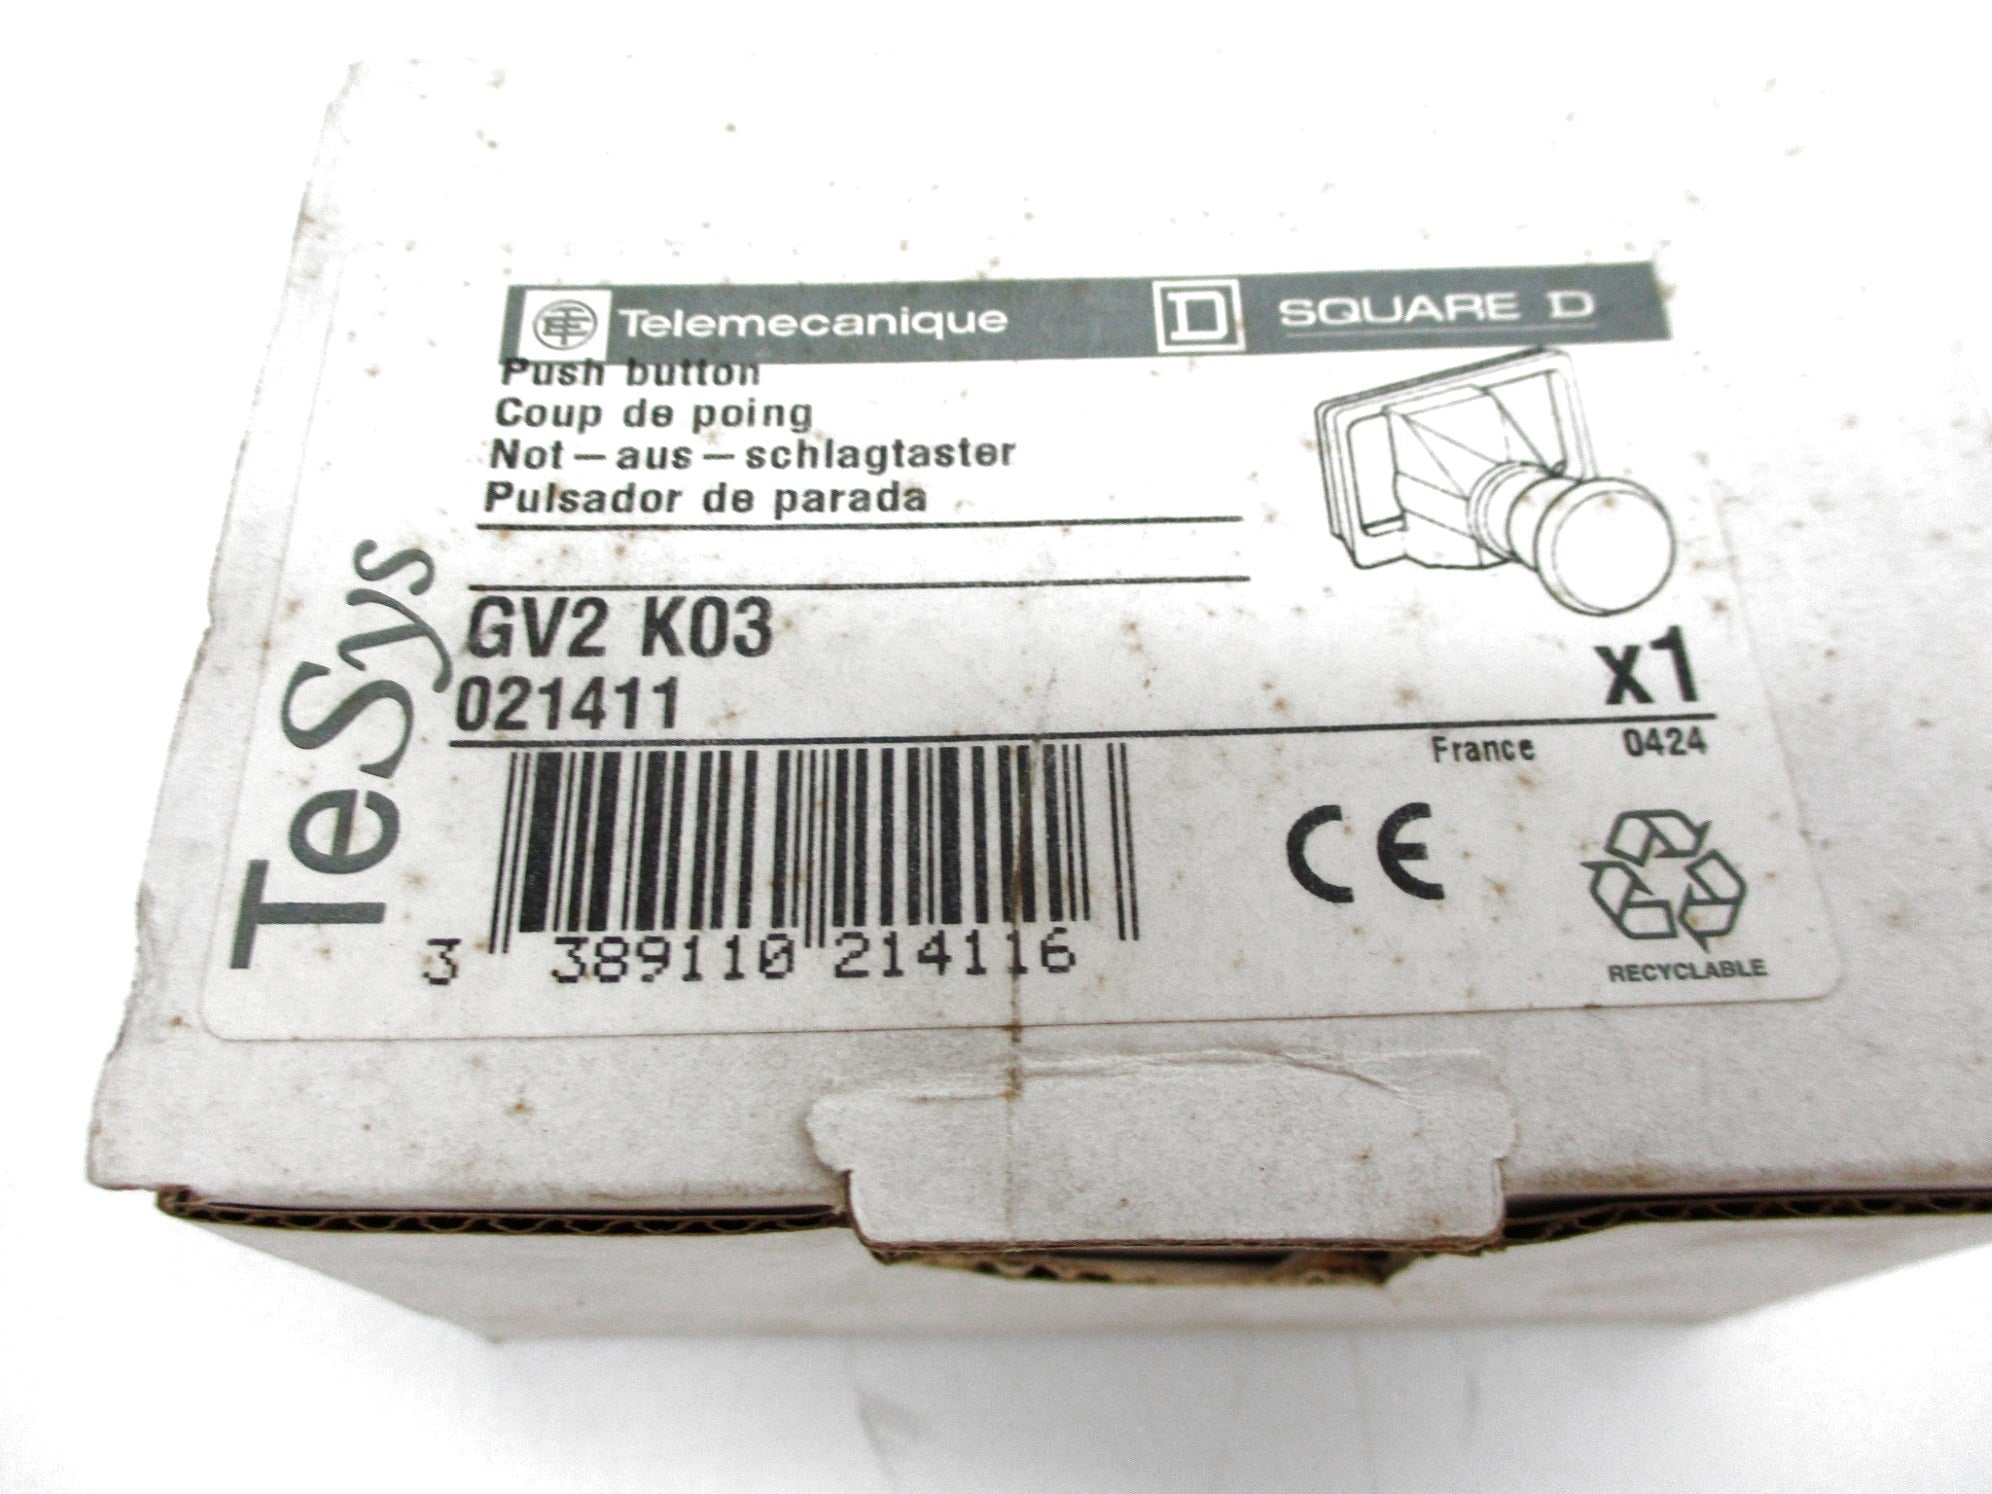 Telemecanique D SQUARE D
Push button
Coup de poing
Not-aus-schlagtaster
Pulsador de parada
TeSys
GV2 K03
021411
x1
France 0424
3 389110 214116
CE
RECYCLABLE